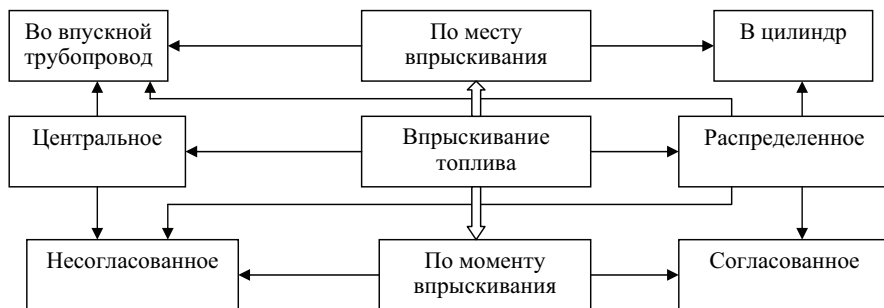 Во впускной
трубопровод
По месту
впрыскивания
В цилиндр
Центральное
Впрыскивание
топлива
Распределенное
Несогласованное
По моменту
впрыскивания
Согласованное